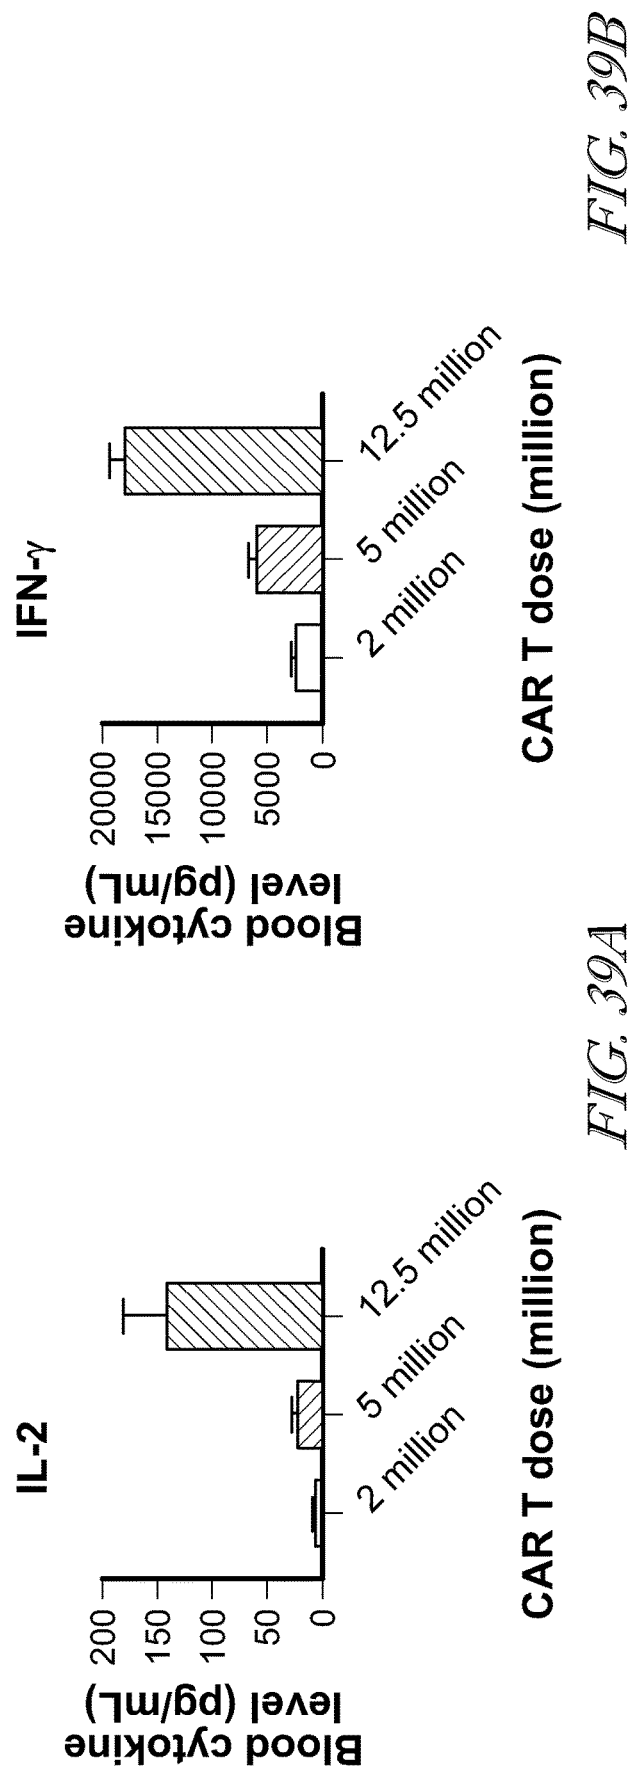 IL-2
Blood cytokine
level (pg/mL)
200
150
100
50
0
2 million
5 million
12.5 million
CAR T dose (million)
FIG. 39A
IFN-γ
Blood cytokine
level (pg/mL)
20000
15000
10000
5000
0
2 million
5 million
12.5 million
CAR T dose (million)
FIG. 39B